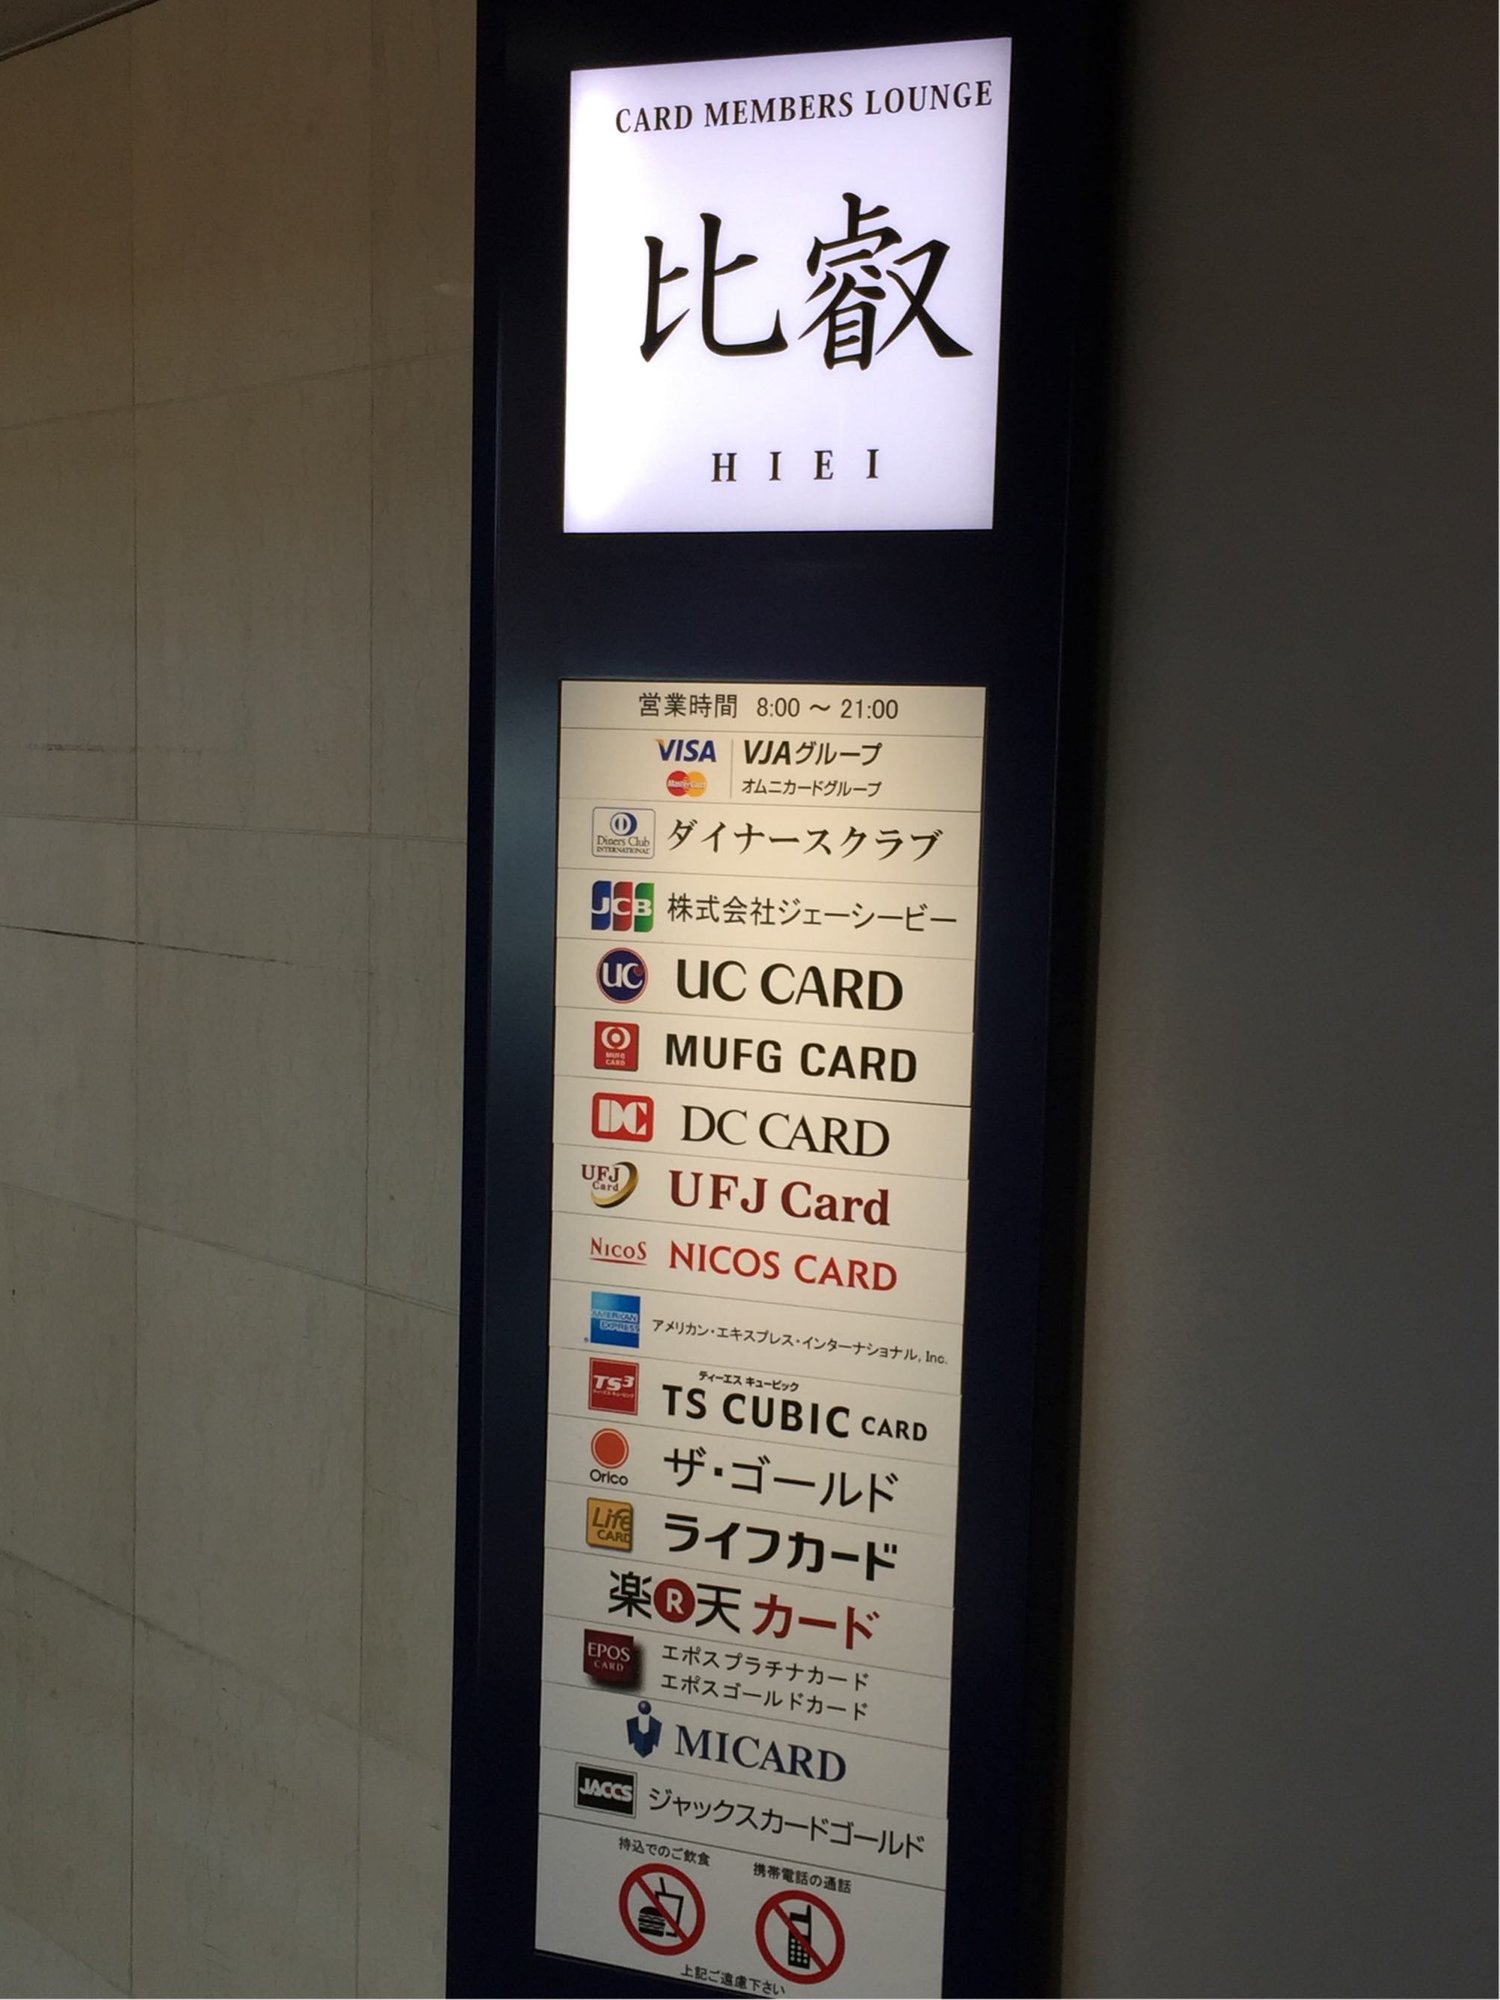 CARD MEMBERS LOUNGE
比叡
HIEI
営業時間 8:00 ～ 21:00
VISA VJAグループ
MasterCard オムニカードグループ
Diners Club INTERNATIONAL ダイナースクラブ
JCB 株式会社ジェーシービー
UC UC CARD
MUFG CARD MUFG CARD
DC DC CARD
UFJ Card UFJ Card
NICOS NICOS CARD
AMERICAN EXPRESS アメリカン・エキスプレス・インターナショナル, Inc.
ティーエス キュービック
TS3 TS CUBIC CARD
Orico ザ・ゴールド
Life CARD ライフカード
楽R天カード
EPOS CARD エポスプラチナカード
エポスゴールドカード
MICARD
JACCS ジャックスカードゴールド
持込でのご飲食 携帯電話の通話
上記ご遠慮下さい